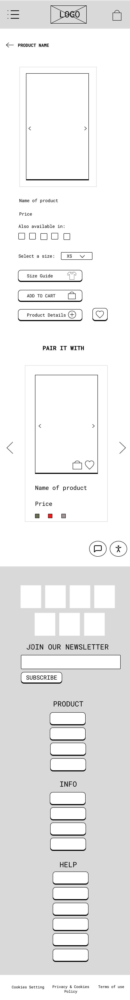 LOGO
PRODUCT NAME
Name of product
Price
Also available in:
Select a size: XS
Size Guide
ADD TO CART
Product Details
PAIR IT WITH
Name of product
Price
JOIN OUR NEWSLETTER
SUBSCRIBE
PRODUCT
INFO
HELP
Cookies Setting
Privacy & Cookies
Policy
Terms of use